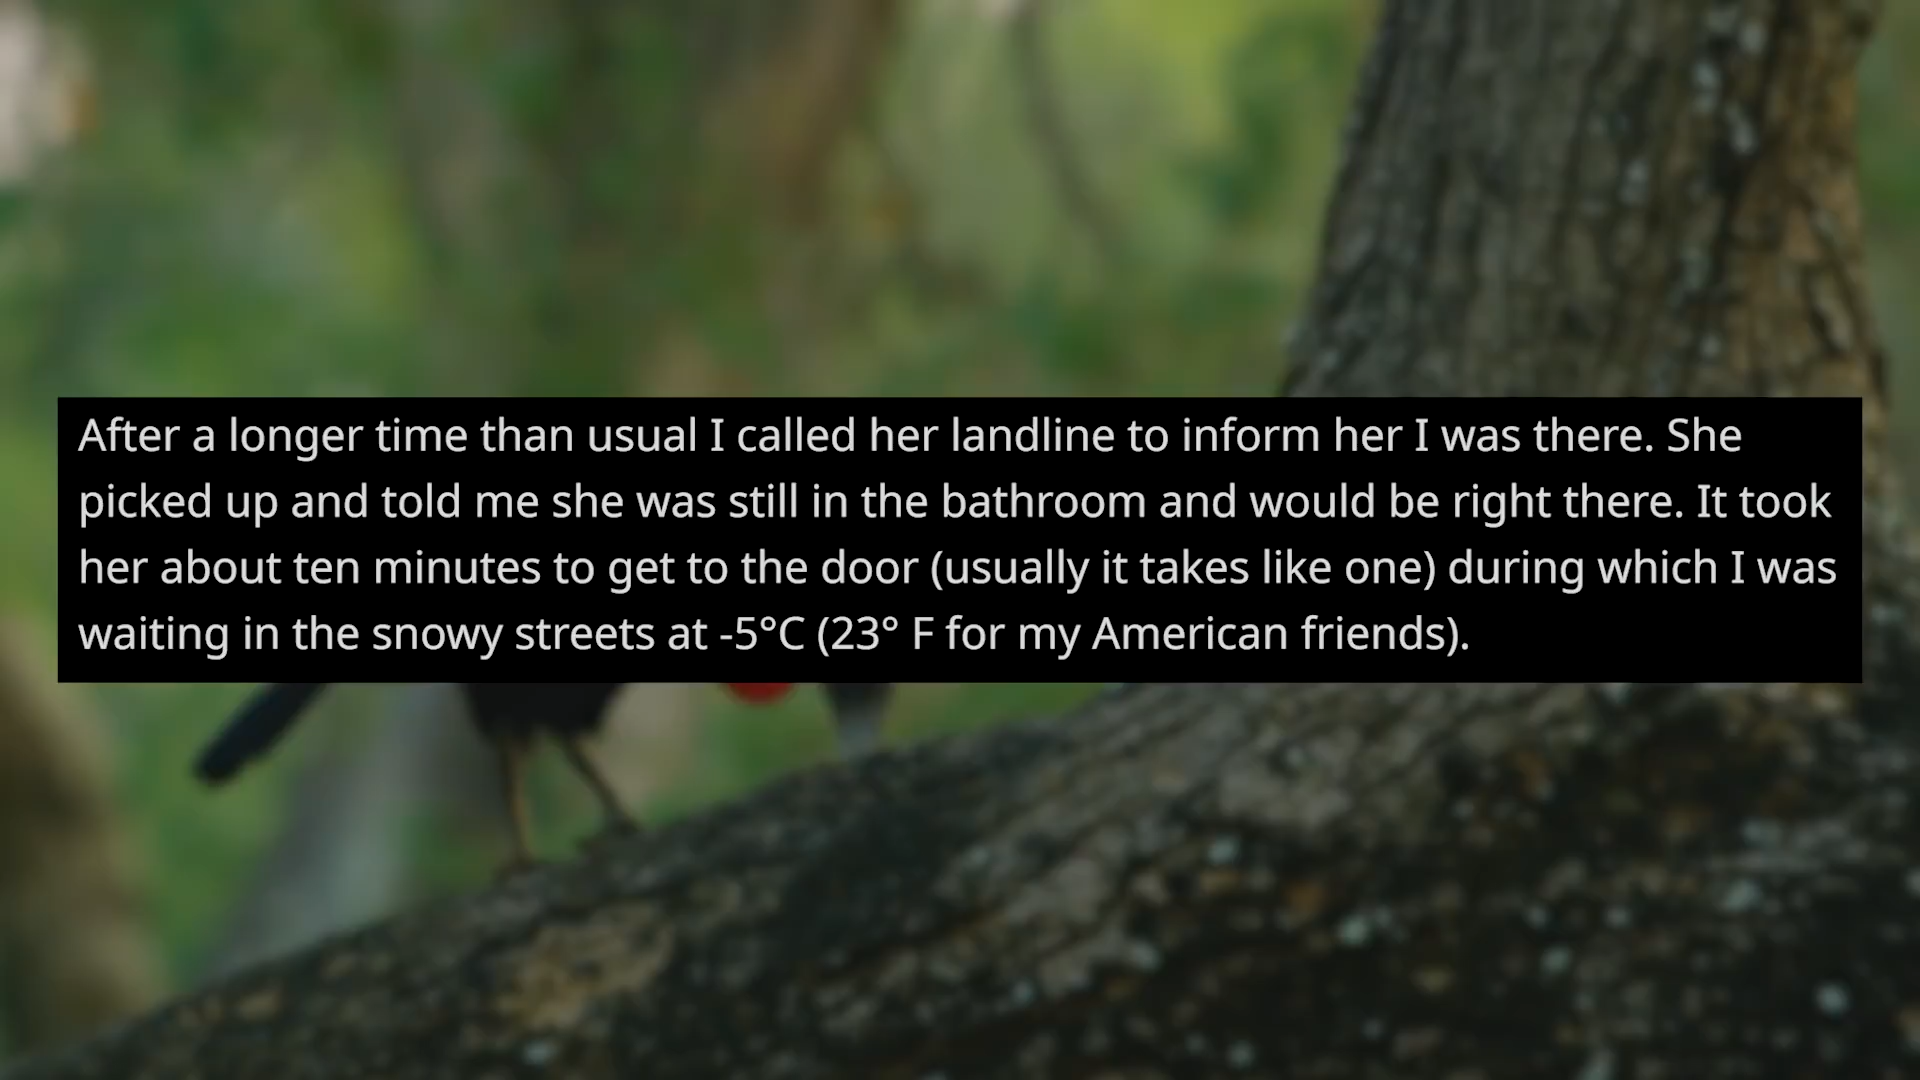 After a longer time than usual I called her landline to inform her I was there. She
picked up and told me she was still in the bathroom and would be right there. It took
her about ten minutes to get to the door (usually it takes like one) during which I was
waiting in the snowy streets at -5°C (23° F for my American friends).